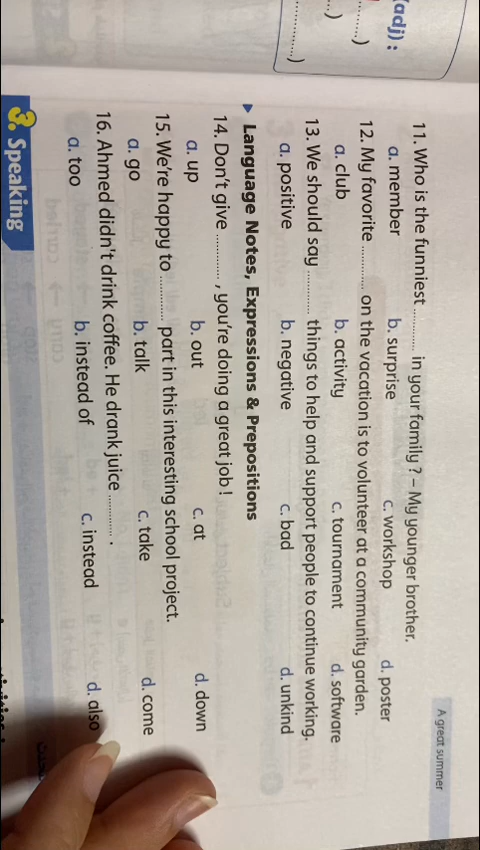 A great summer
(adj) :
..........)
...)
..............)
11. Who is the funniest .......... in your family ? – My younger brother.
a. member b. surprise c. workshop d. poster
12. My favorite .......... on the vacation is to volunteer at a community garden.
a. club b. activity c. tournament d. software
13. We should say .......... things to help and support people to continue working.
a. positive b. negative c. bad d. unkind
▶ Language Notes, Expressions & Prepositions
14. Don't give .......... , you're doing a great job !
a. up b. out c. at d. down
15. We're happy to .......... part in this interesting school project.
a. go b. talk c. take d. come
16. Ahmed didn't drink coffee. He drank juice .......... .
a. too b. instead of c. instead d. also
3. Speaking